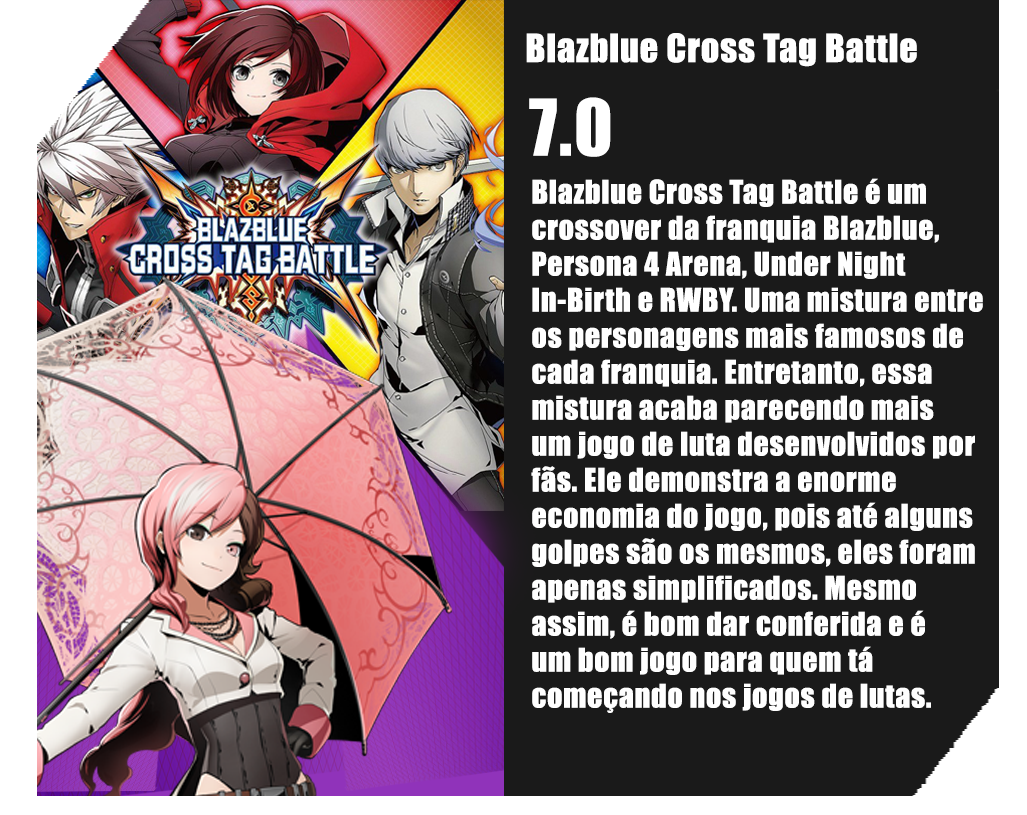 BLAZBLUE
CROSS TAG BATTLE
Blazblue Cross Tag Battle
7.0
Blazblue Cross Tag Battle é um
crossover da franquia Blazblue,
Persona 4 Arena, Under Night
In-Birth e RWBY. Uma mistura entre
os personagens mais famosos de
cada franquia. Entretanto, essa
mistura acaba parecendo mais
um jogo de luta desenvolvidos por
fãs. Ele demonstra a enorme
economia do jogo, pois até alguns
golpes são os mesmos, eles foram
apenas simplificados. Mesmo
assim, é bom dar conferida e é
um bom jogo para quem tá
começando nos jogos de lutas.